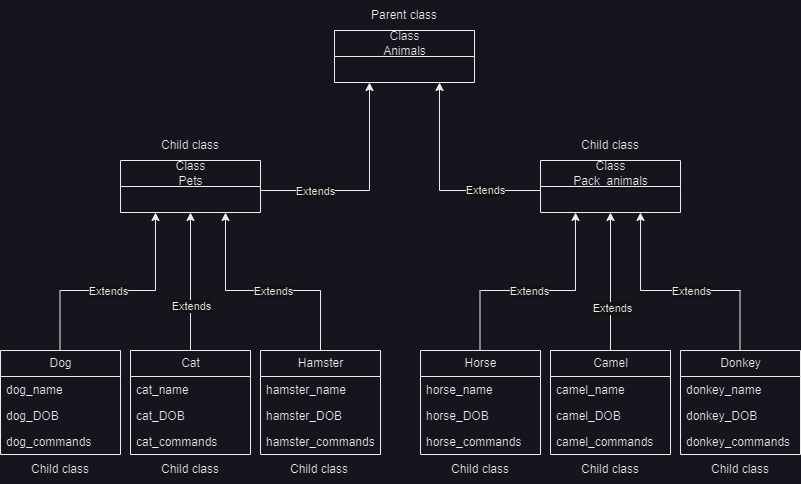 Parent class
Class
Animals
Child class
Class
Pets
Child class
Class
Pack_animals
Extends
Extends
Extends
Extends
Extends
Extends
Extends
Extends
Dog
dog_name
dog_DOB
dog_commands
Child class
Cat
cat_name
cat_DOB
cat_commands
Child class
Hamster
hamster_name
hamster_DOB
hamster_commands
Child class
Horse
horse_name
horse_DOB
horse_commands
Child class
Camel
camel_name
camel_DOB
camel_commands
Child class
Donkey
donkey_name
donkey_DOB
donkey_commands
Child class